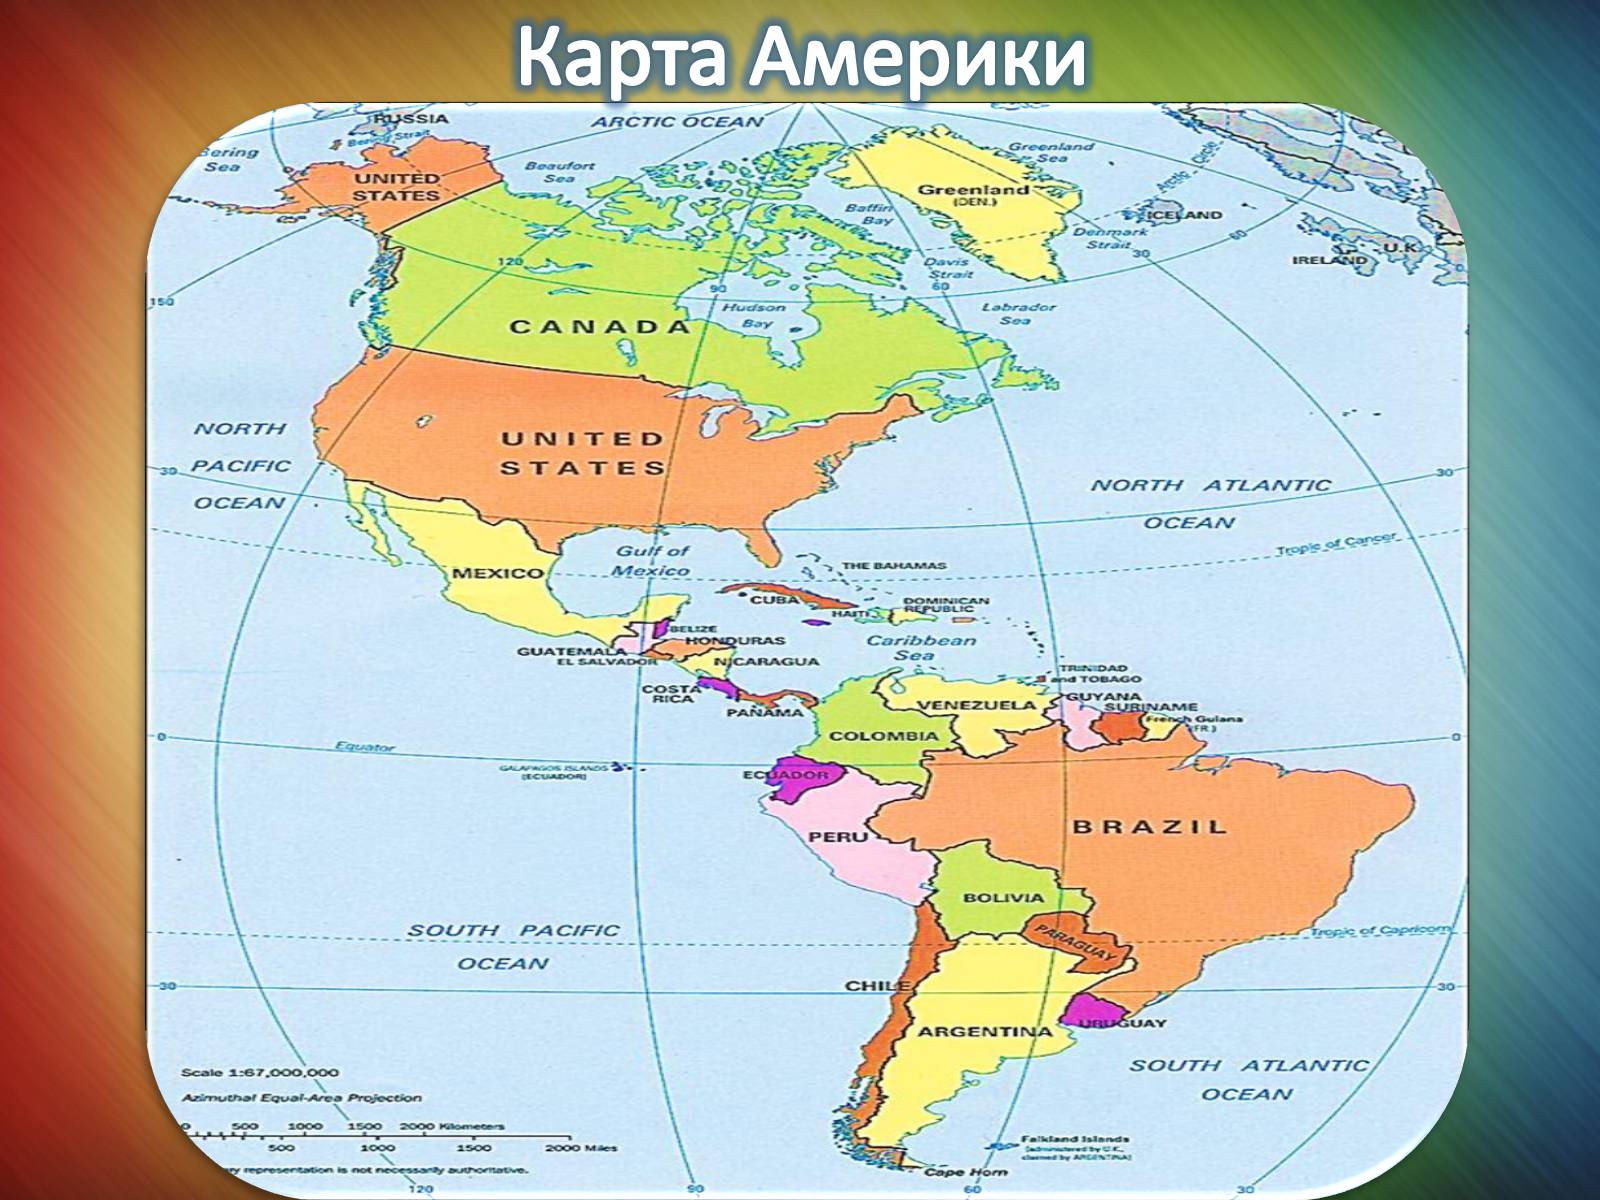 Карта Америки
RUSSIA
ARCTIC OCEAN
Bering Strait
Bering
Sea
Beaufort
Sea
Greenland
Sea
Arctic Circle
UNITED
STATES
Greenland
(DEN.)
Baffin
Bay
ICELAND
Denmark
Strait
60
U.K.
IRELAND
30
120
Davis
Strait
60
90
150
0
Hudson
Bay
Labrador
Sea
CANADA
NORTH
PACIFIC
OCEAN
30
UNITED
STATES
NORTH ATLANTIC
OCEAN
30
Tropic of Cancer
Gulf of
Mexico
MEXICO
THE BAHAMAS
CUBA
HAITI
DOMINICAN
REPUBLIC
BELIZE
HONDURAS
GUATEMALA
EL SALVADOR
NICARAGUA
Caribbean
Sea
COSTA
RICA
PANAMA
TRINIDAD
and TOBAGO
VENEZUELA
GUYANA
SURINAME
French Guiana
(FR.)
COLOMBIA
0
Equator
0
GALAPAGOS ISLANDS
(ECUADOR)
ECUADOR
PERU
BRAZIL
BOLIVIA
SOUTH PACIFIC
OCEAN
PARAGUAY
Tropic of Capricorn
30
CHILE
30
ARGENTINA
URUGUAY
SOUTH ATLANTIC
OCEAN
Scale 1:67,000,000
Azimuthal Equal-Area Projection
0 500 1000 1500 2000 Kilometers
500 1000 1500 2000 Miles
representation is not necessarily authoritative.
Falkland Islands
(administered by U.K.,
claimed by ARGENTINA)
Cape Horn
120
90
60
30